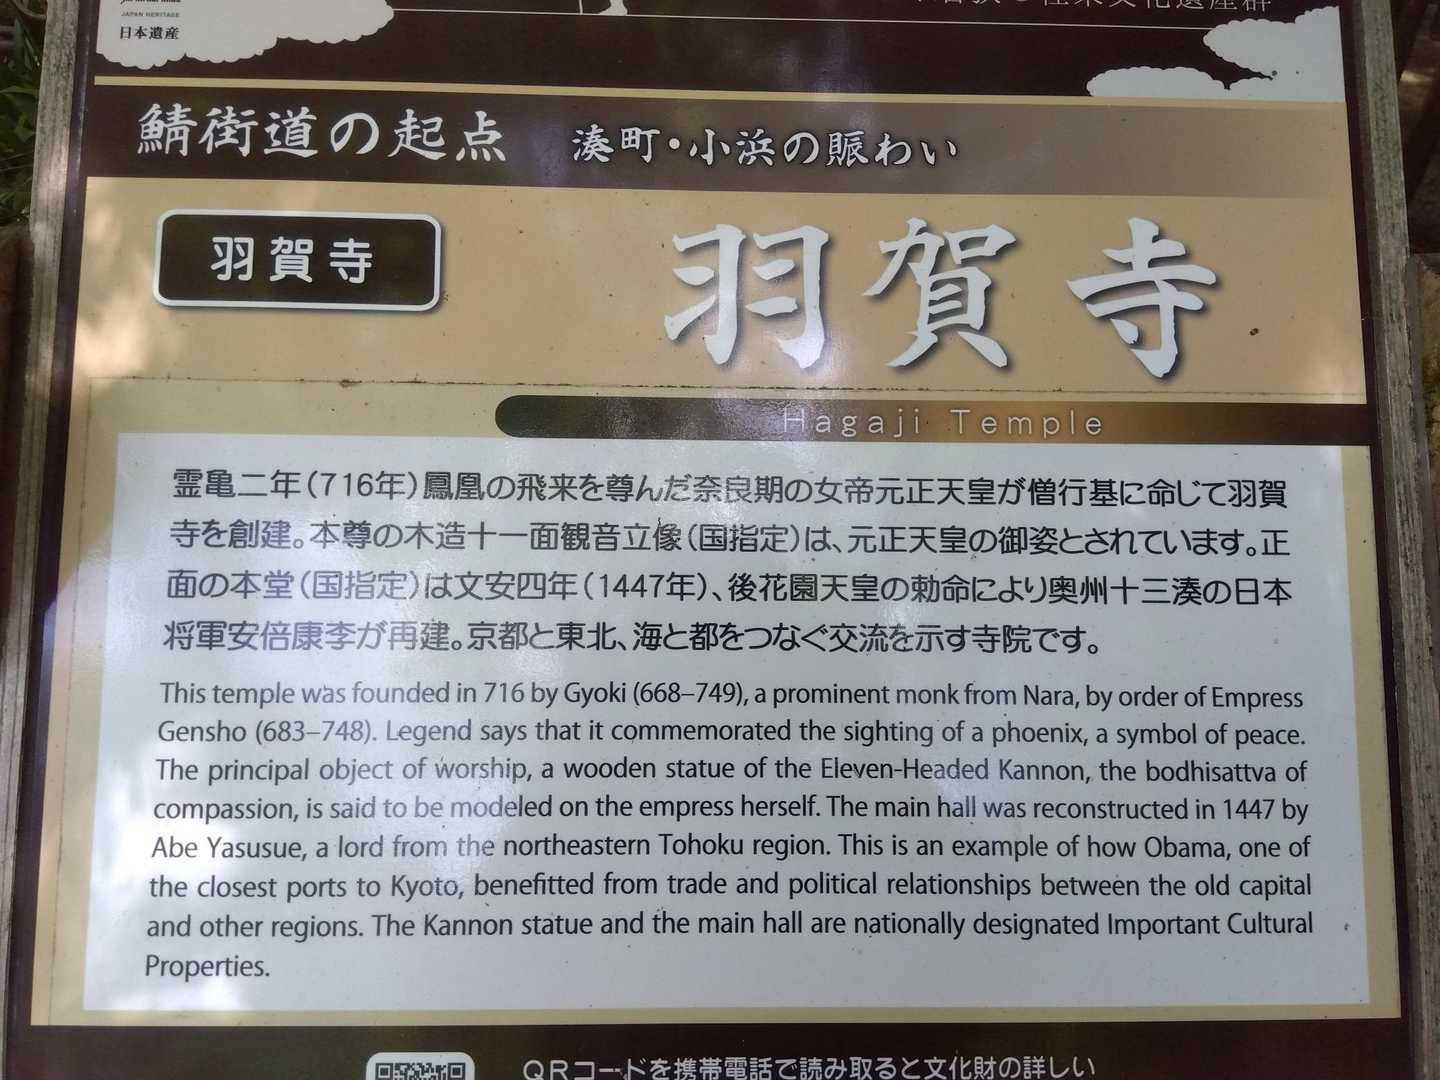 JAPAN HERITAGE
日本遺産
鯖街道の起点 湊町・小浜の賑わい
羽賀寺
羽賀寺
Hagaji Temple
霊亀二年(716年)鳳凰の飛来を尊んだ奈良期の女帝元正天皇が僧行基に命じて羽賀
寺を創建。本尊の木造十一面観音立像(国指定)は、元正天皇の御姿とされています。正
面の本堂(国指定)は文安四年(1447年)、後花園天皇の勅命により奥州十三湊の日本
将軍安倍康季が再建。京都と東北、海と都をつなぐ交流を示す寺院です。
This temple was founded in 716 by Gyoki (668–749), a prominent monk from Nara, by order of Empress
Gensho (683–748). Legend says that it commemorated the sighting of a phoenix, a symbol of peace.
The principal object of worship, a wooden statue of the Eleven-Headed Kannon, the bodhisattva of
compassion, is said to be modeled on the empress herself. The main hall was reconstructed in 1447 by
Abe Yasusue, a lord from the northeastern Tohoku region. This is an example of how Obama, one of
the closest ports to Kyoto, benefitted from trade and political relationships between the old capital
and other regions. The Kannon statue and the main hall are nationally designated Important Cultural
Properties.
QRコードを携帯電話で読み取ると文化財の詳しい